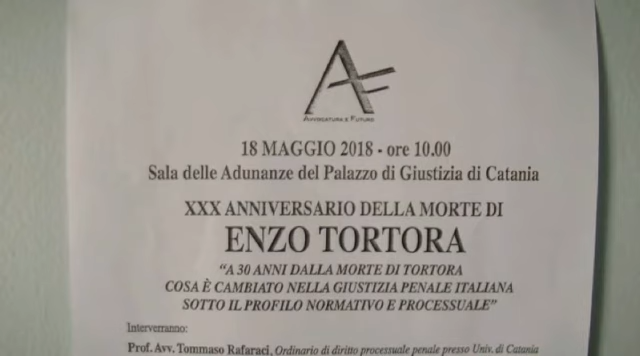 AF
AVVOCATURA E FUTURO
18 MAGGIO 2018 - ore 10.00
Sala delle Adunanze del Palazzo di Giustizia di Catania
XXX ANNIVERSARIO DELLA MORTE DI
ENZO TORTORA
“A 30 ANNI DALLA MORTE DI TORTORA
COSA È CAMBIATO NELLA GIUSTIZIA PENALE ITALIANA
SOTTO IL PROFILO NORMATIVO E PROCESSUALE”
Interverranno:
Prof. Avv. Tommaso Rafaraci, Ordinario di diritto processuale penale presso Univ. di Catania